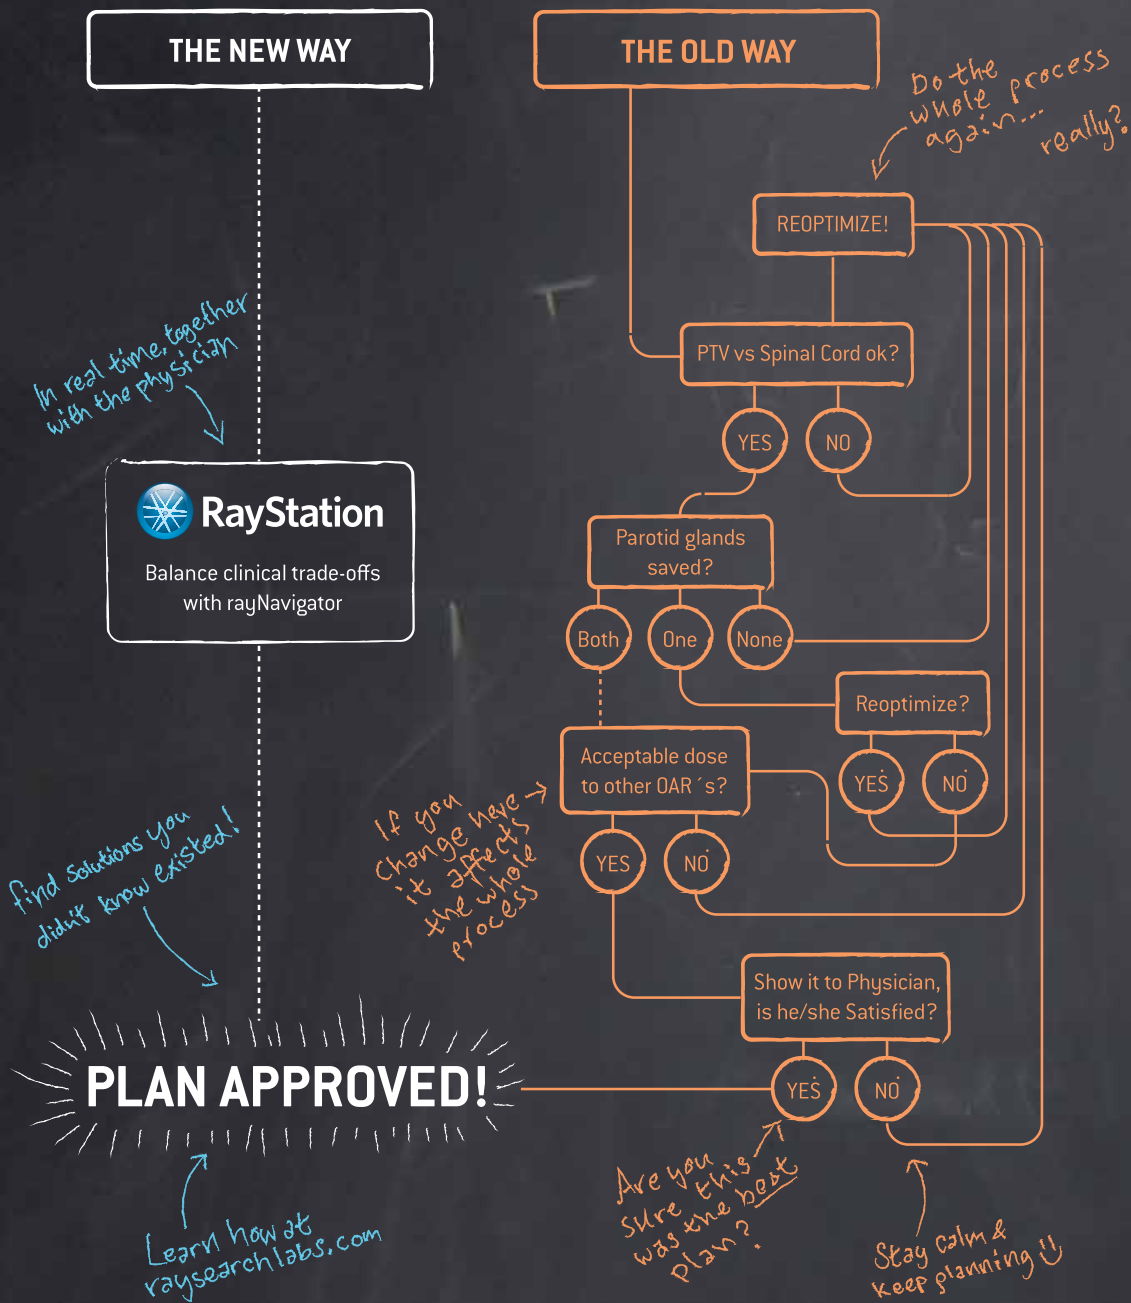 THE NEW WAY
In real time, together
with the physician
RayStation
Balance clinical trade-offs
with rayNavigator
find solutions you
didn't know existed!
PLAN APPROVED!
Learn how at
raysearchlabs.com
THE OLD WAY
Do the
whole process
again...
really?
REOPTIMIZE!
PTV vs Spinal Cord ok?
YES
NO
Parotid glands
saved?
Both
One
None
Reoptimize?
YES
NO
Acceptable dose
to other OAR´s?
If you
change here
it affects
the whole
process
YES
NO
Show it to Physician,
is he/she Satisfied?
YES
NO
Are you
sure this
was the best
plan?
Stay calm &
keep planning